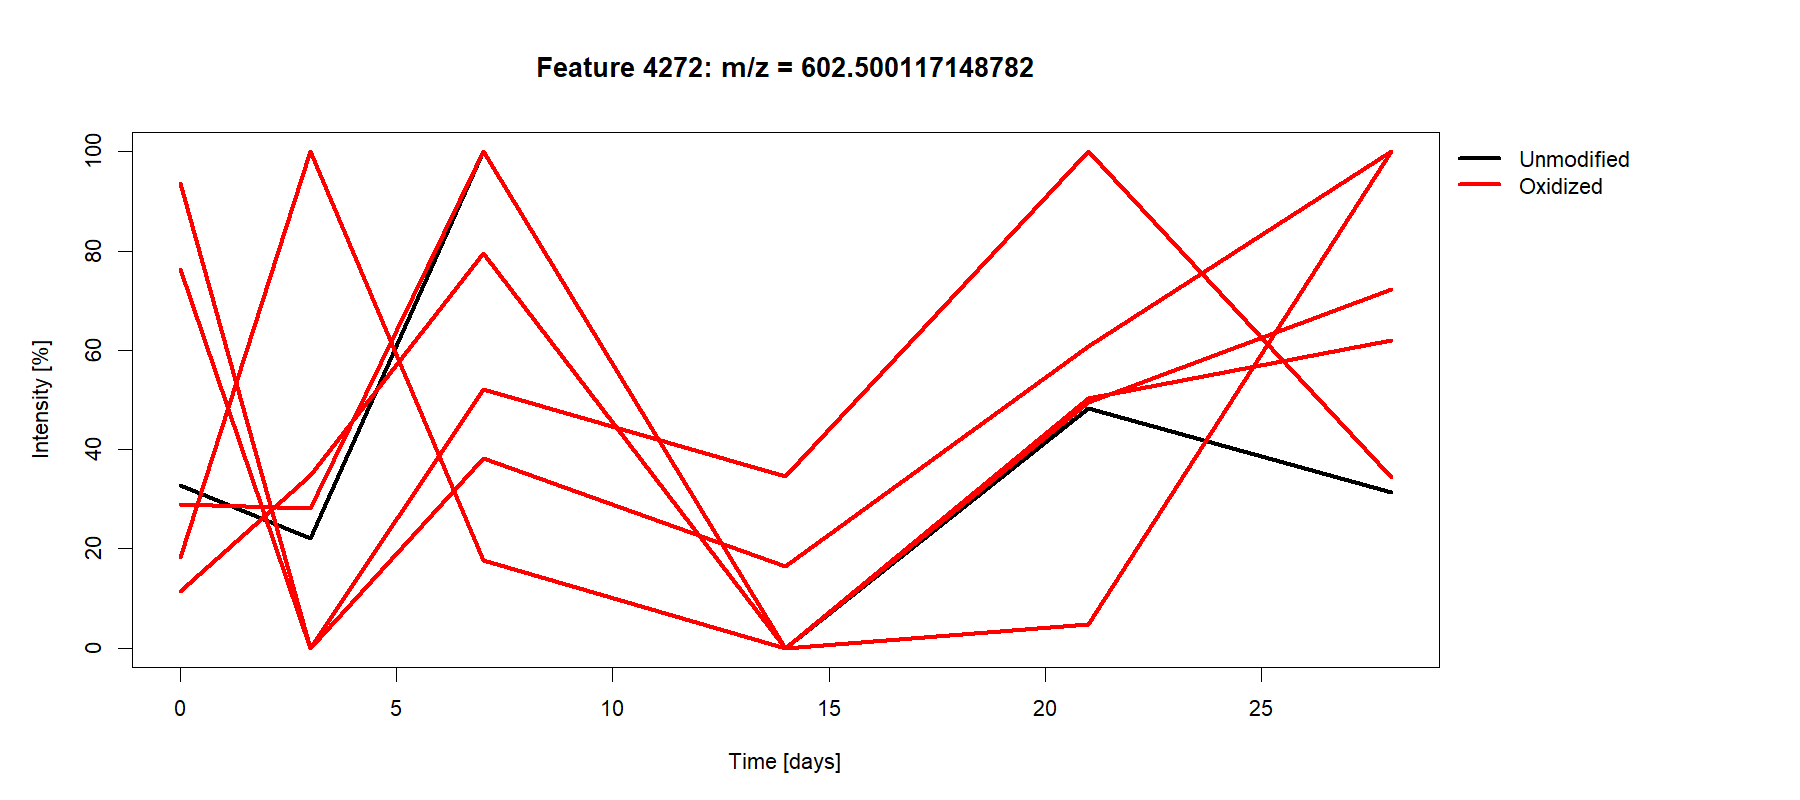 Feature 4272: m/z = 602.500117148782
Unmodified
Oxidized
100
80
60
40
20
0
Intensity [%]
0 5 10 15 20 25
Time [days]